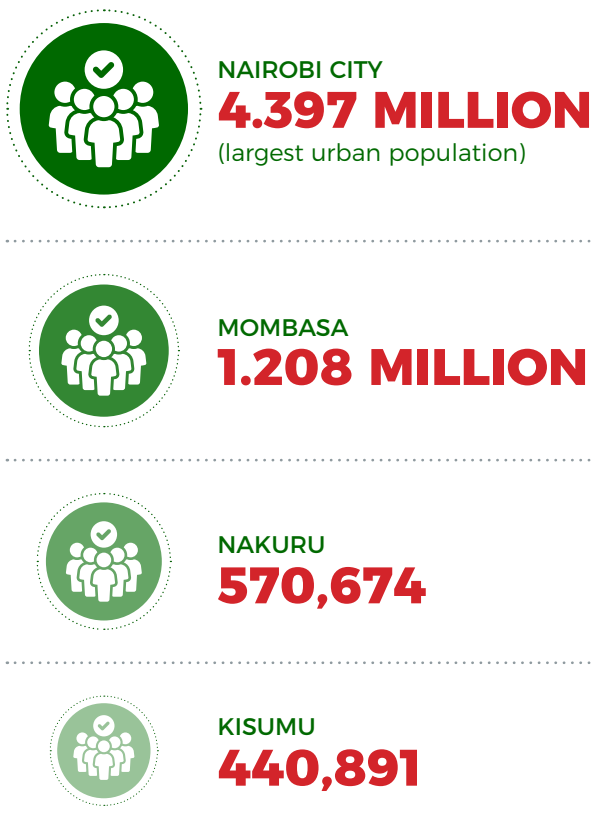 NAIROBI CITY
4.397 MILLION
(largest urban population)
MOMBASA
1.208 MILLION
NAKURU
570,674
KISUMU
440,891